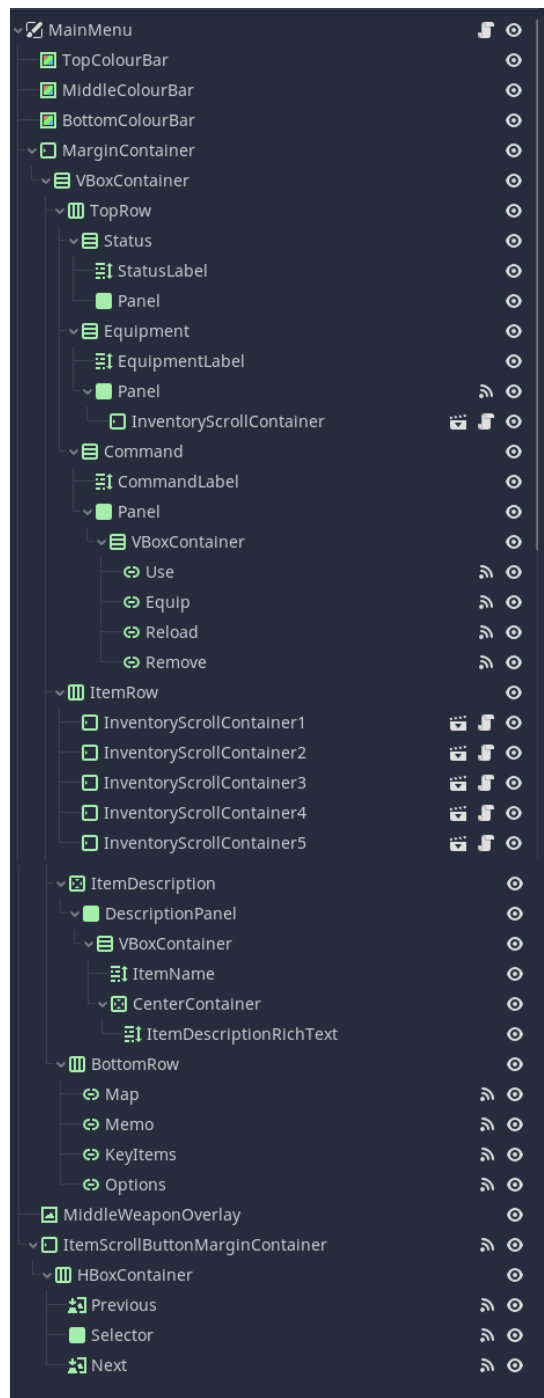 MainMenu
TopColourBar
MiddleColourBar
BottomColourBar
MarginContainer
VBoxContainer
TopRow
Status
StatusLabel
Panel
Equipment
EquipmentLabel
Panel
InventoryScrollContainer
Command
CommandLabel
Panel
VBoxContainer
Use
Equip
Reload
Remove
ItemRow
InventoryScrollContainer1
InventoryScrollContainer2
InventoryScrollContainer3
InventoryScrollContainer4
InventoryScrollContainer5
ItemDescription
DescriptionPanel
VBoxContainer
ItemName
CenterContainer
ItemDescriptionRichText
BottomRow
Map
Memo
KeyItems
Options
MiddleWeaponOverlay
ItemScrollButtonMarginContainer
HBoxContainer
Previous
Selector
Next